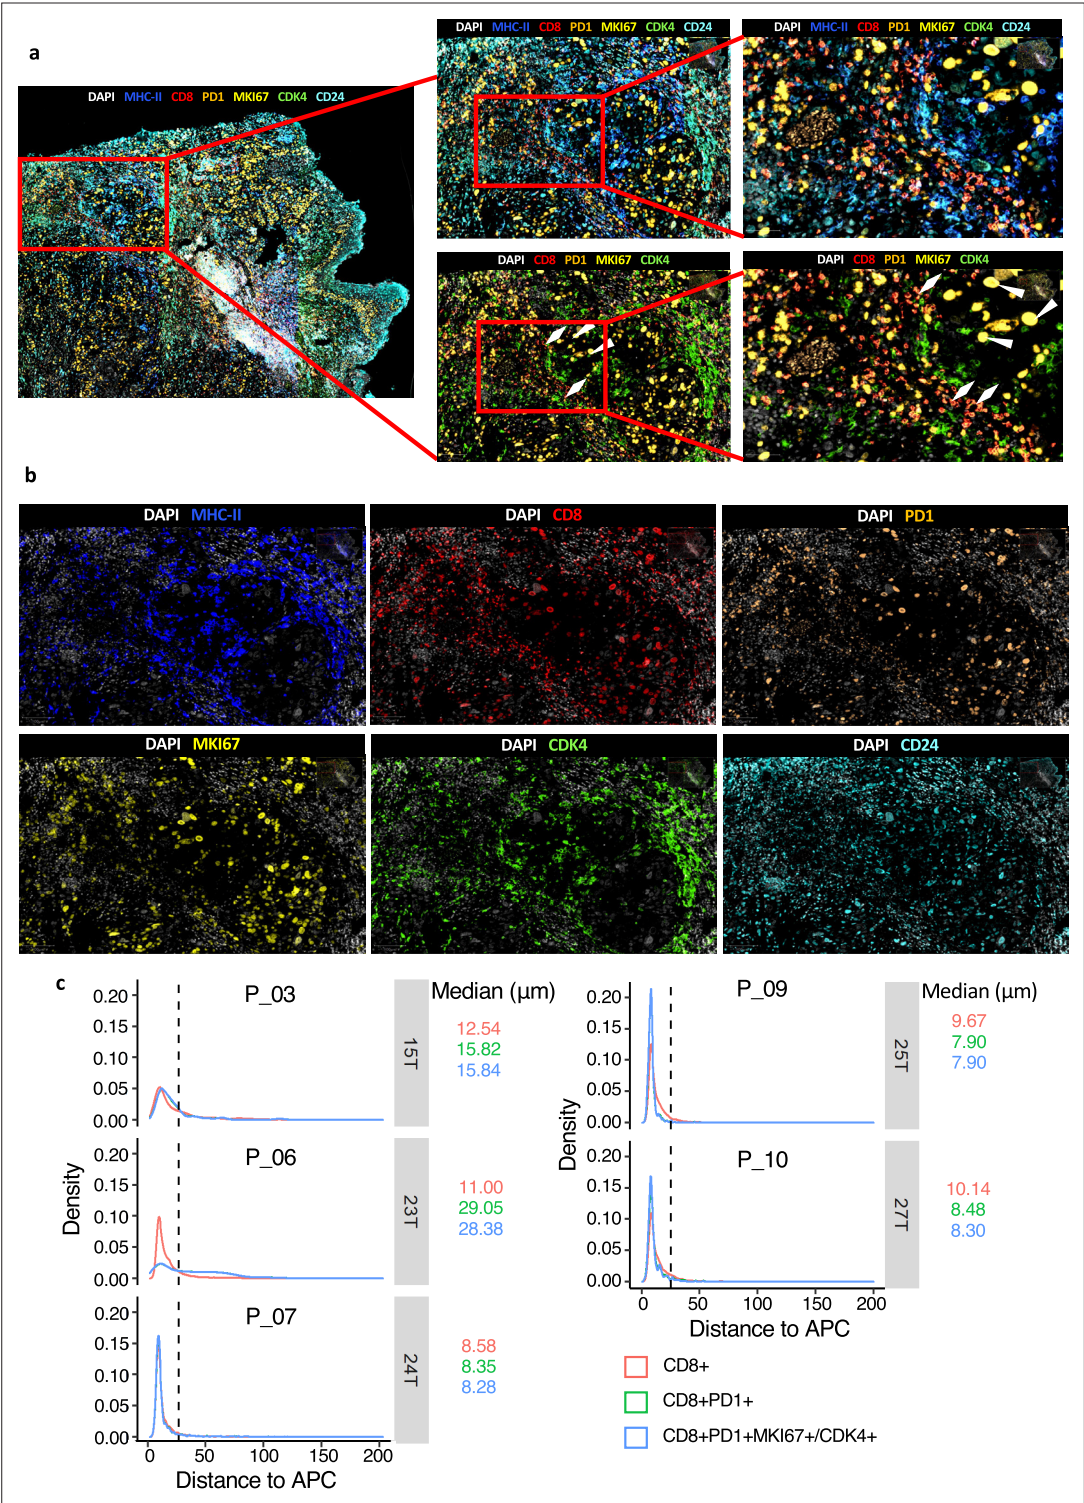 a
DAPI MHC-II CD8 PD1 MKI67 CDK4 CD24
DAPI MHC-II CD8 PD1 MKI67 CDK4 CD24
DAPI MHC-II CD8 PD1 MKI67 CDK4 CD24
DAPI CD8 PD1 MKI67 CDK4
DAPI CD8 PD1 MKI67 CDK4
b
DAPI MHC-II
DAPI CD8
DAPI PD1
DAPI MKI67
DAPI CDK4
DAPI CD24
c
P_03
Median (µm)
0.20
0.15
0.10
0.05
0.00
15T
12.54
15.82
15.84
P_06
0.20
0.15
0.10
0.05
0.00
Density
23T
11.00
29.05
28.38
P_07
0.20
0.15
0.10
0.05
0.00
24T
8.58
8.35
8.28
0 50 100 150 200
Distance to APC
P_09
Median (µm)
0.20
0.15
0.10
0.05
0.00
25T
9.67
7.90
7.90
Density
P_10
0.20
0.15
0.10
0.05
0.00
27T
10.14
8.48
8.30
0 50 100 150 200
Distance to APC
CD8+
CD8+PD1+
CD8+PD1+MKI67+/CDK4+